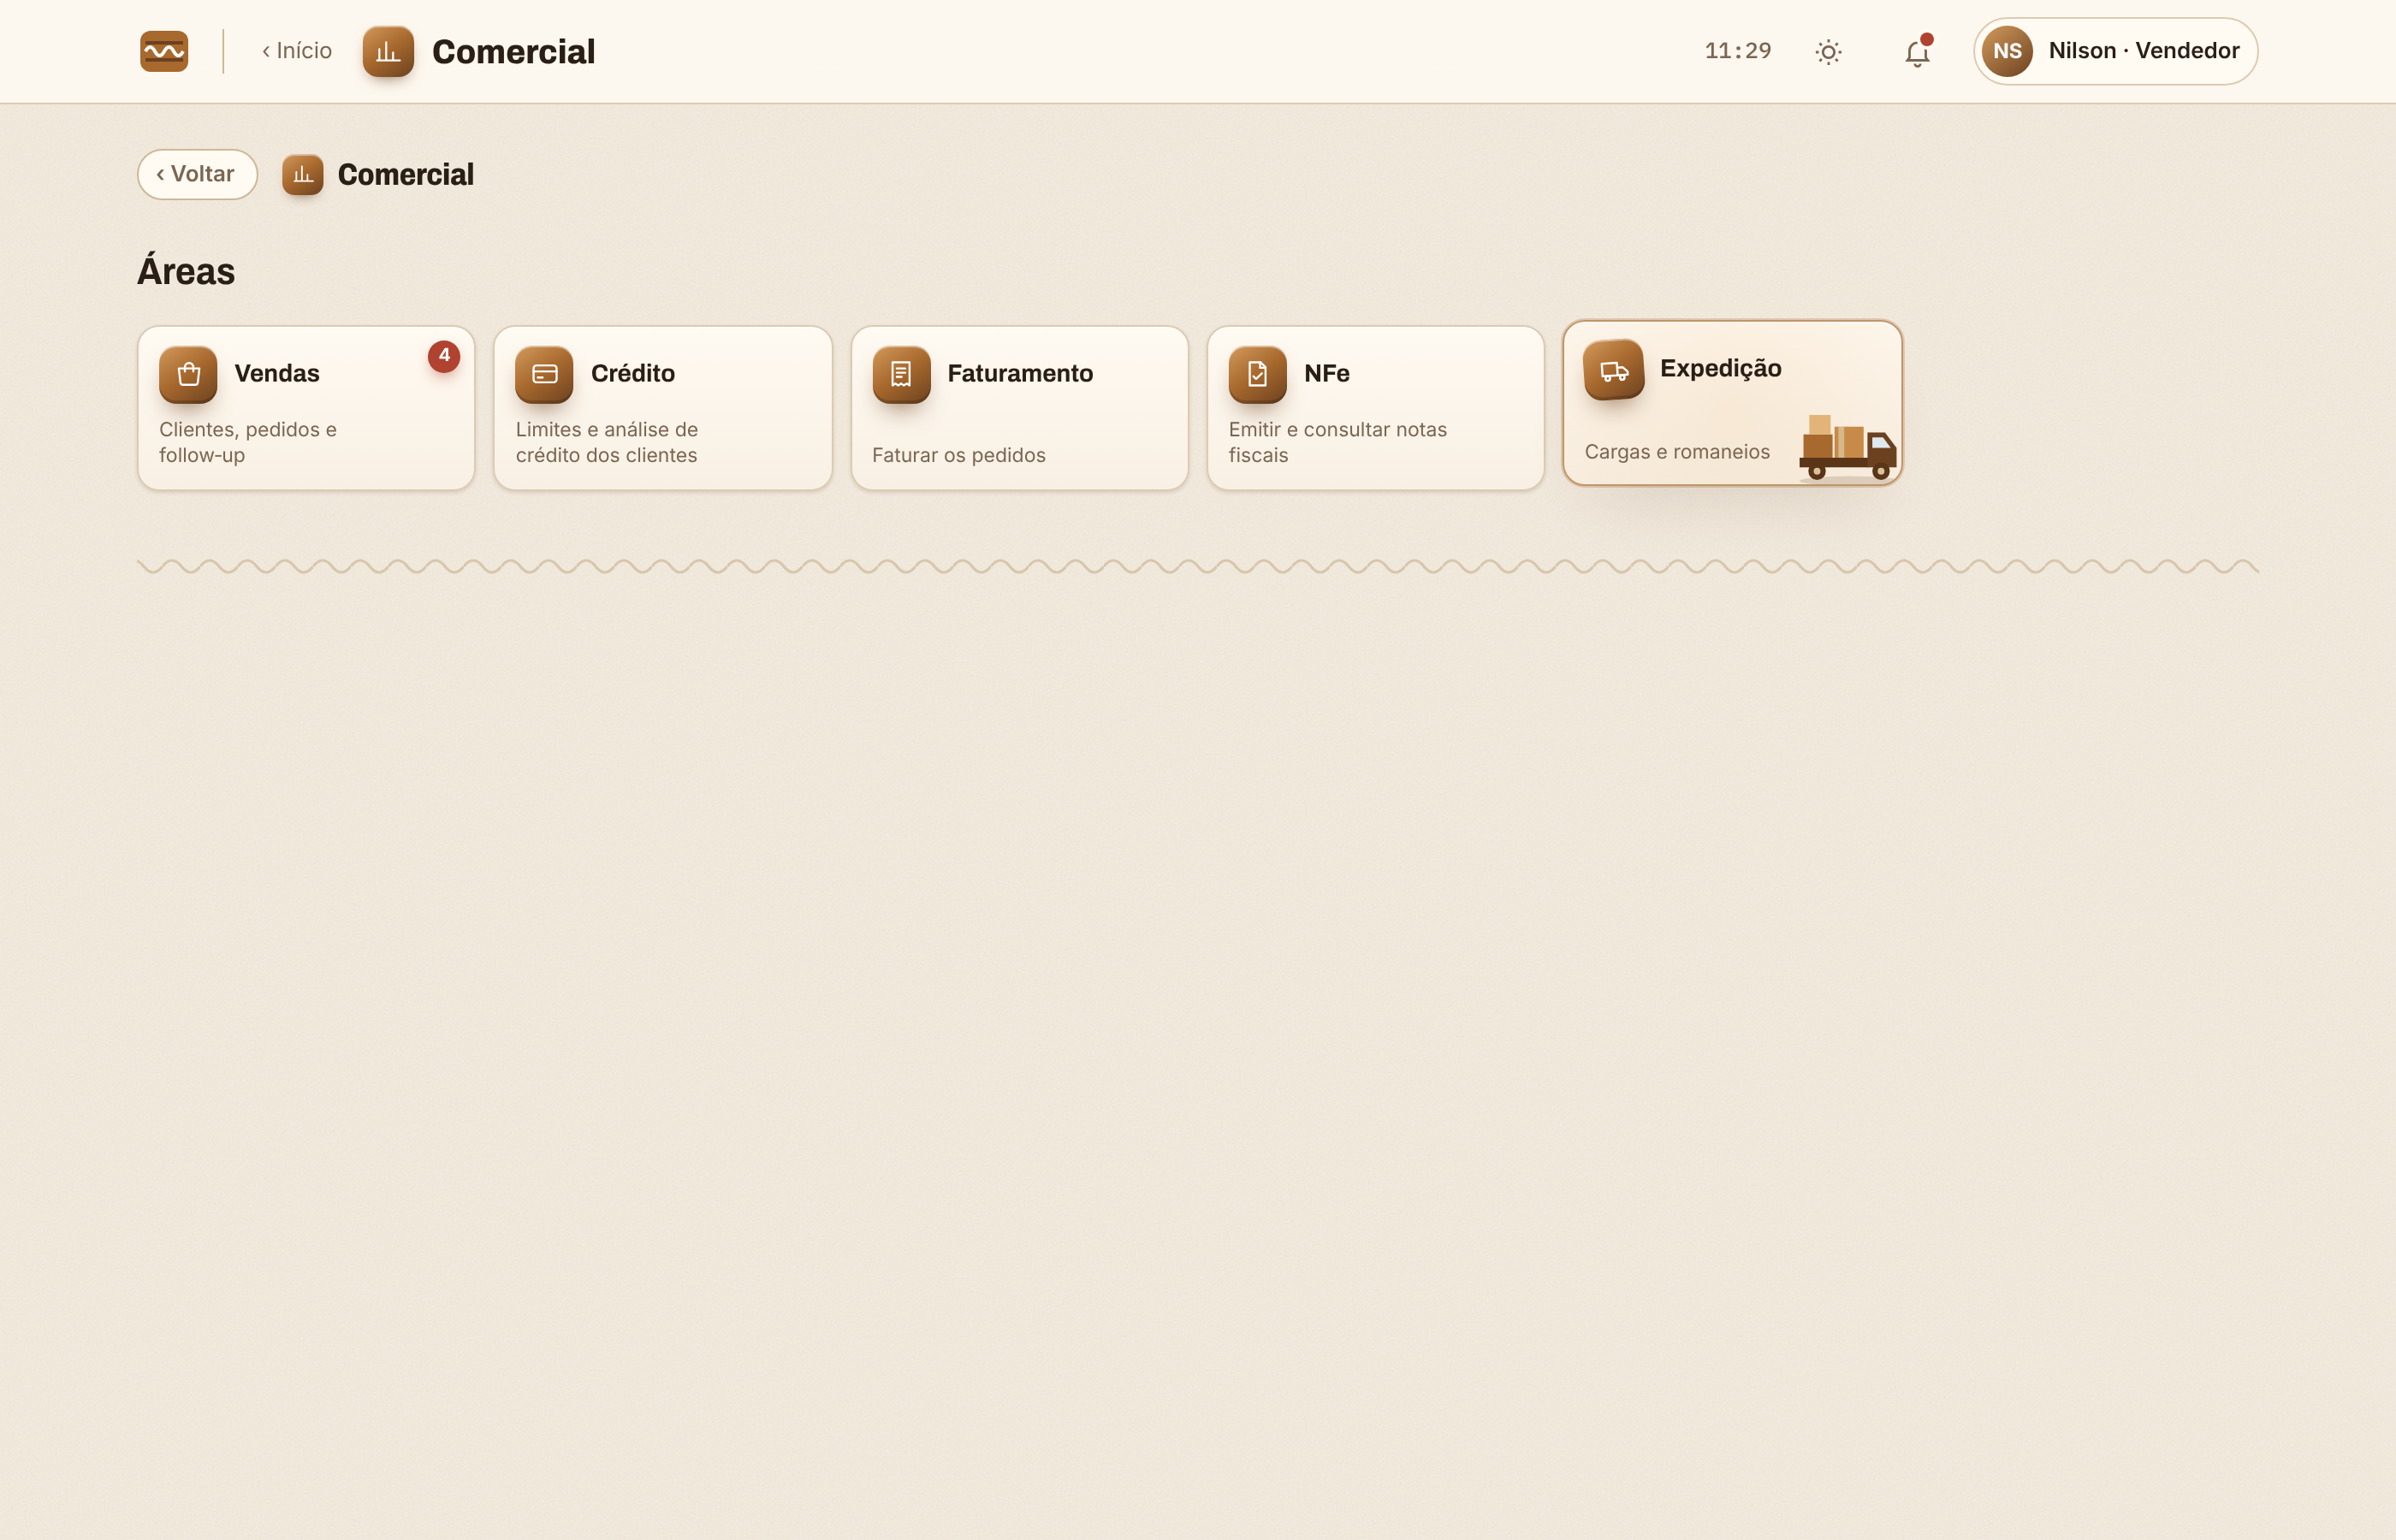 ‹ Início
Comercial
11:29
NS
Nilson · Vendedor
‹ Voltar
Comercial
Áreas
Vendas
4
Clientes, pedidos e
follow-up
Crédito
Limites e análise de
crédito dos clientes
Faturamento
Faturar os pedidos
NFe
Emitir e consultar notas
fiscais
Expedição
Cargas e romaneios